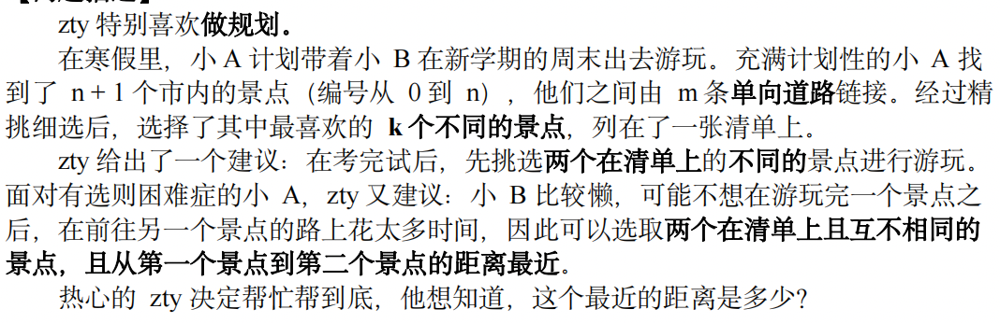 zty 特别喜欢做规划。
在寒假里，小 A 计划带着小 B 在新学期的周末出去游玩。充满计划性的小 A 找
到了 n + 1 个市内的景点（编号从 0 到 n），他们之间由 m 条单向道路链接。经过精
挑细选后，选择了其中最喜欢的 k 个不同的景点，列在了一张清单上。
zty 给出了一个建议：在考完试后，先挑选两个在清单上的不同的景点进行游玩。
面对有选则困难症的小 A，zty 又建议：小 B 比较懒，可能不想在游玩完一个景点之
后，在前往另一个景点的路上花太多时间，因此可以选取两个在清单上且互不相同的
景点，且从第一个景点到第二个景点的距离最近。
热心的 zty 决定帮忙帮到底，他想知道，这个最近的距离是多少？